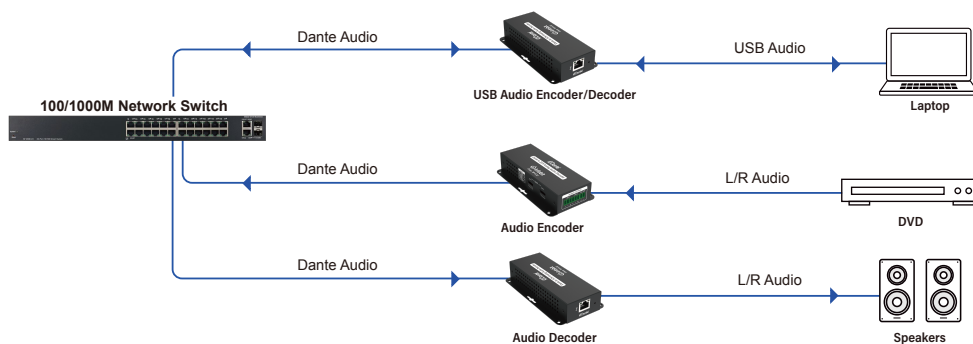 Dante Audio
USB Audio
USB Audio Encoder/Decoder
Laptop
100/1000M Network Switch
Dante Audio
L/R Audio
Audio Encoder
DVD
Dante Audio
L/R Audio
Audio Decoder
Speakers